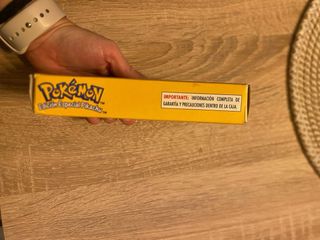 POKÉMON
Edición Especial Pikachu
IMPORTANTE: INFORMACIÓN COMPLETA DE
GARANTÍA Y PRECAUCIONES DENTRO DE LA CAJA.